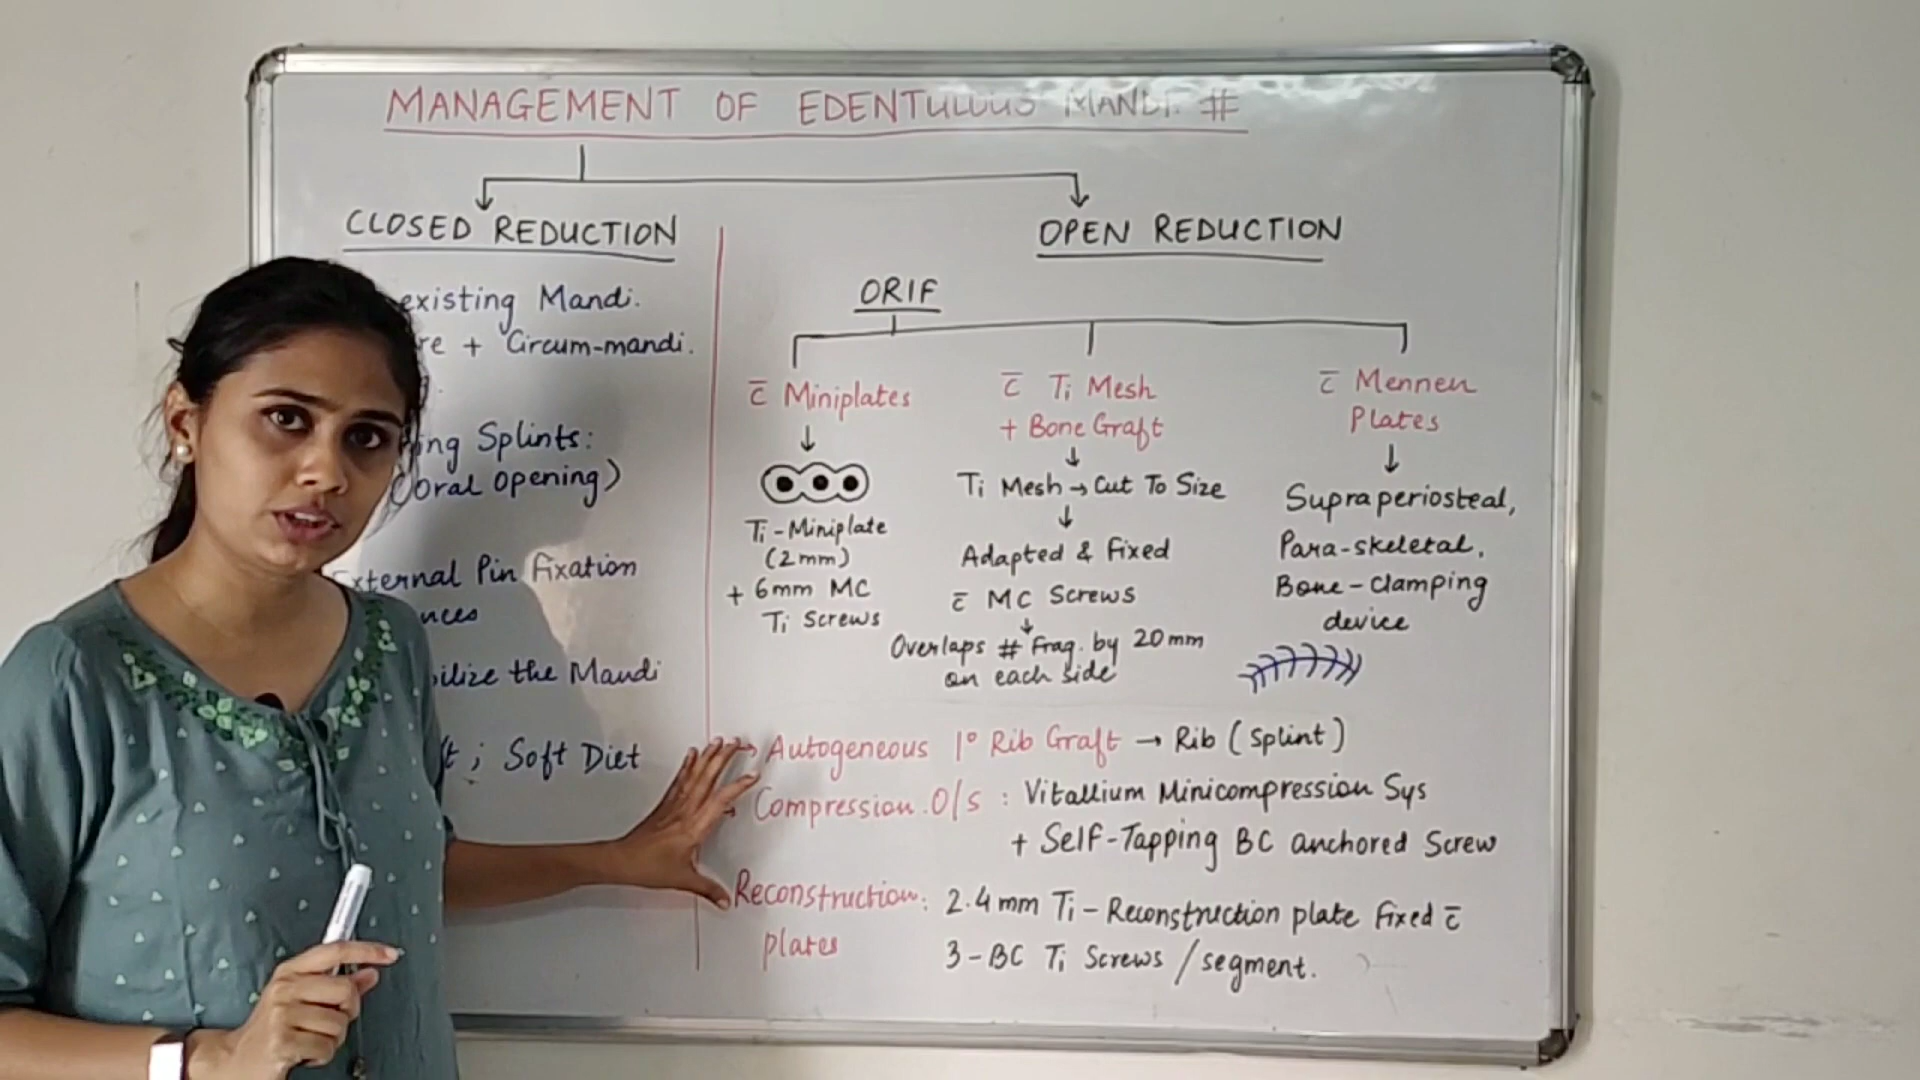 MANAGEMENT OF EDENTULOUS MANDI. #
CLOSED REDUCTION
existing Mandi.
re + Circum-mandi.
g.
ing Splints:
(Oral Opening)
External Pin Fixation
nces
ilize the Mandi
t ; Soft Diet
OPEN REDUCTION
ORIF
c̄ Miniplates
Ti-Miniplate
(2mm)
+ 6mm MC
Ti Screws
c̄ Ti Mesh
+ Bone Graft
Ti Mesh → Cut To Size
Adapted & Fixed
c̄ MC Screws
Overlaps # Frag. by 20mm
on each side
c̄ Mennen
Plates
Supraperiosteal,
Para-skeletal,
Bone-clamping
device
→ Autogeneous 1° Rib Graft → Rib (Splint)
→ Compression.O/S : Vitallium Minicompression Sys
+ Self-Tapping BC anchored Screw
Reconstruction: 2.4mm Ti-Reconstruction plate fixed c̄
plates 3-BC Ti Screws/segment.